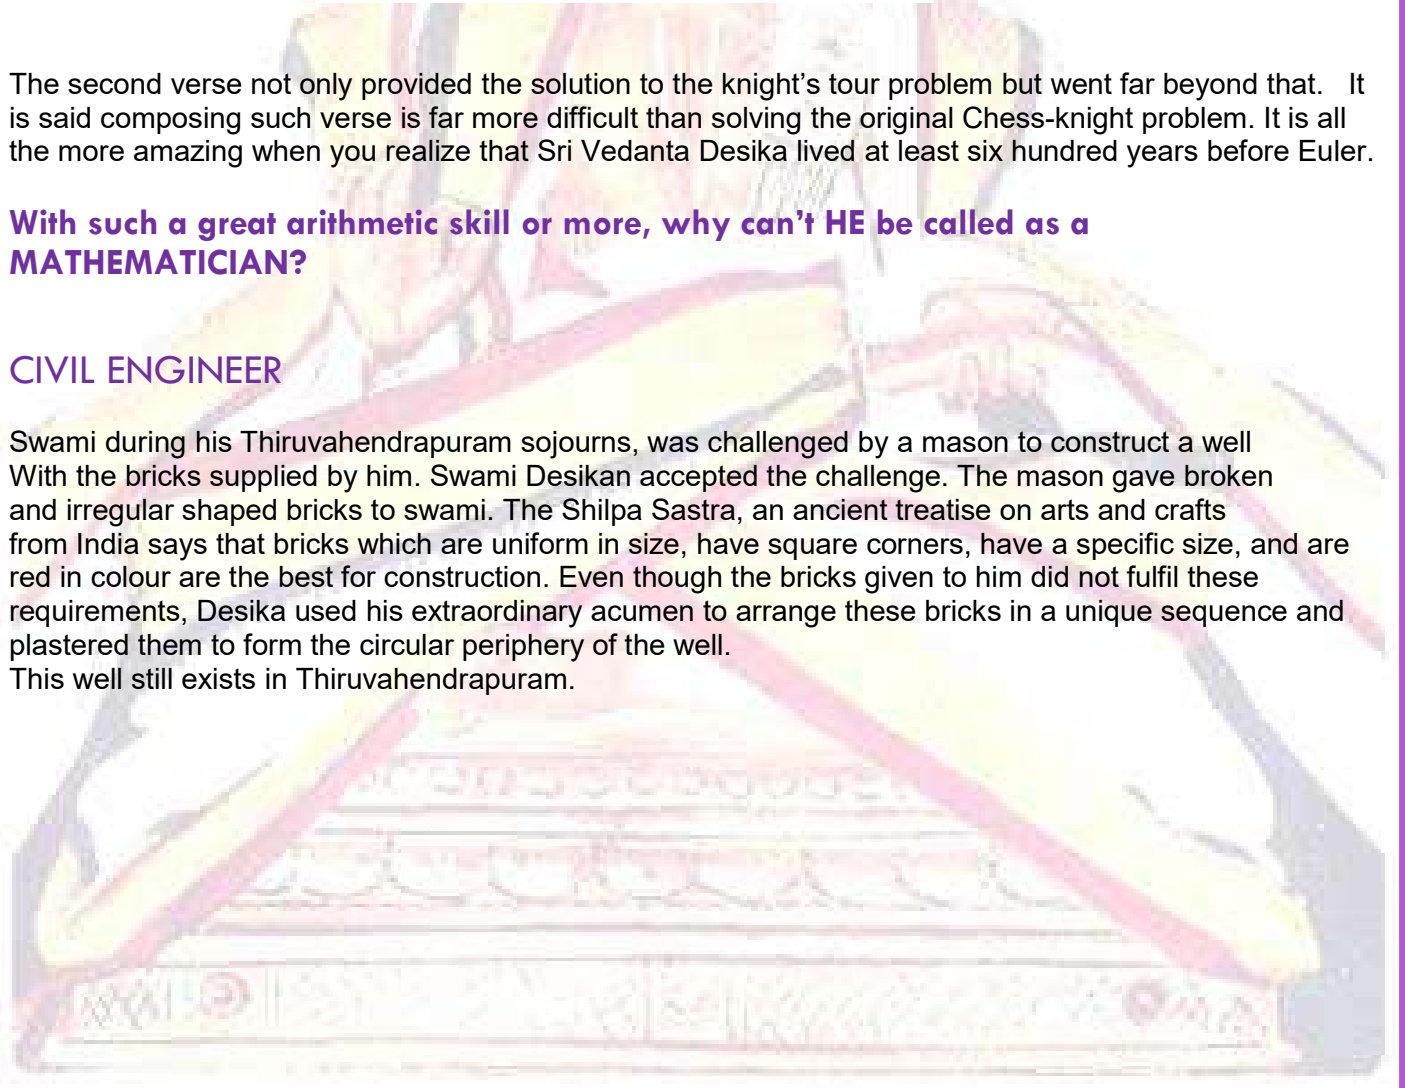 The second verse not only provided the solution to the knight’s tour problem but went far beyond that.   It
is said composing such verse is far more difficult than solving the original Chess-knight problem. It is all
the more amazing when you realize that Sri Vedanta Desika lived at least six hundred years before Euler.
With such a great arithmetic skill or more, why can’t HE be called as a
MATHEMATICIAN?
CIVIL ENGINEER
Swami during his Thiruvahendrapuram sojourns, was challenged by a mason to construct a well
With the bricks supplied by him. Swami Desikan accepted the challenge. The mason gave broken
and irregular shaped bricks to swami. The Shilpa Sastra, an ancient treatise on arts and crafts
from India says that bricks which are uniform in size, have square corners, have a specific size, and are
red in colour are the best for construction. Even though the bricks given to him did not fulfil these
requirements, Desika used his extraordinary acumen to arrange these bricks in a unique sequence and
plastered them to form the circular periphery of the well.
This well still exists in Thiruvahendrapuram.